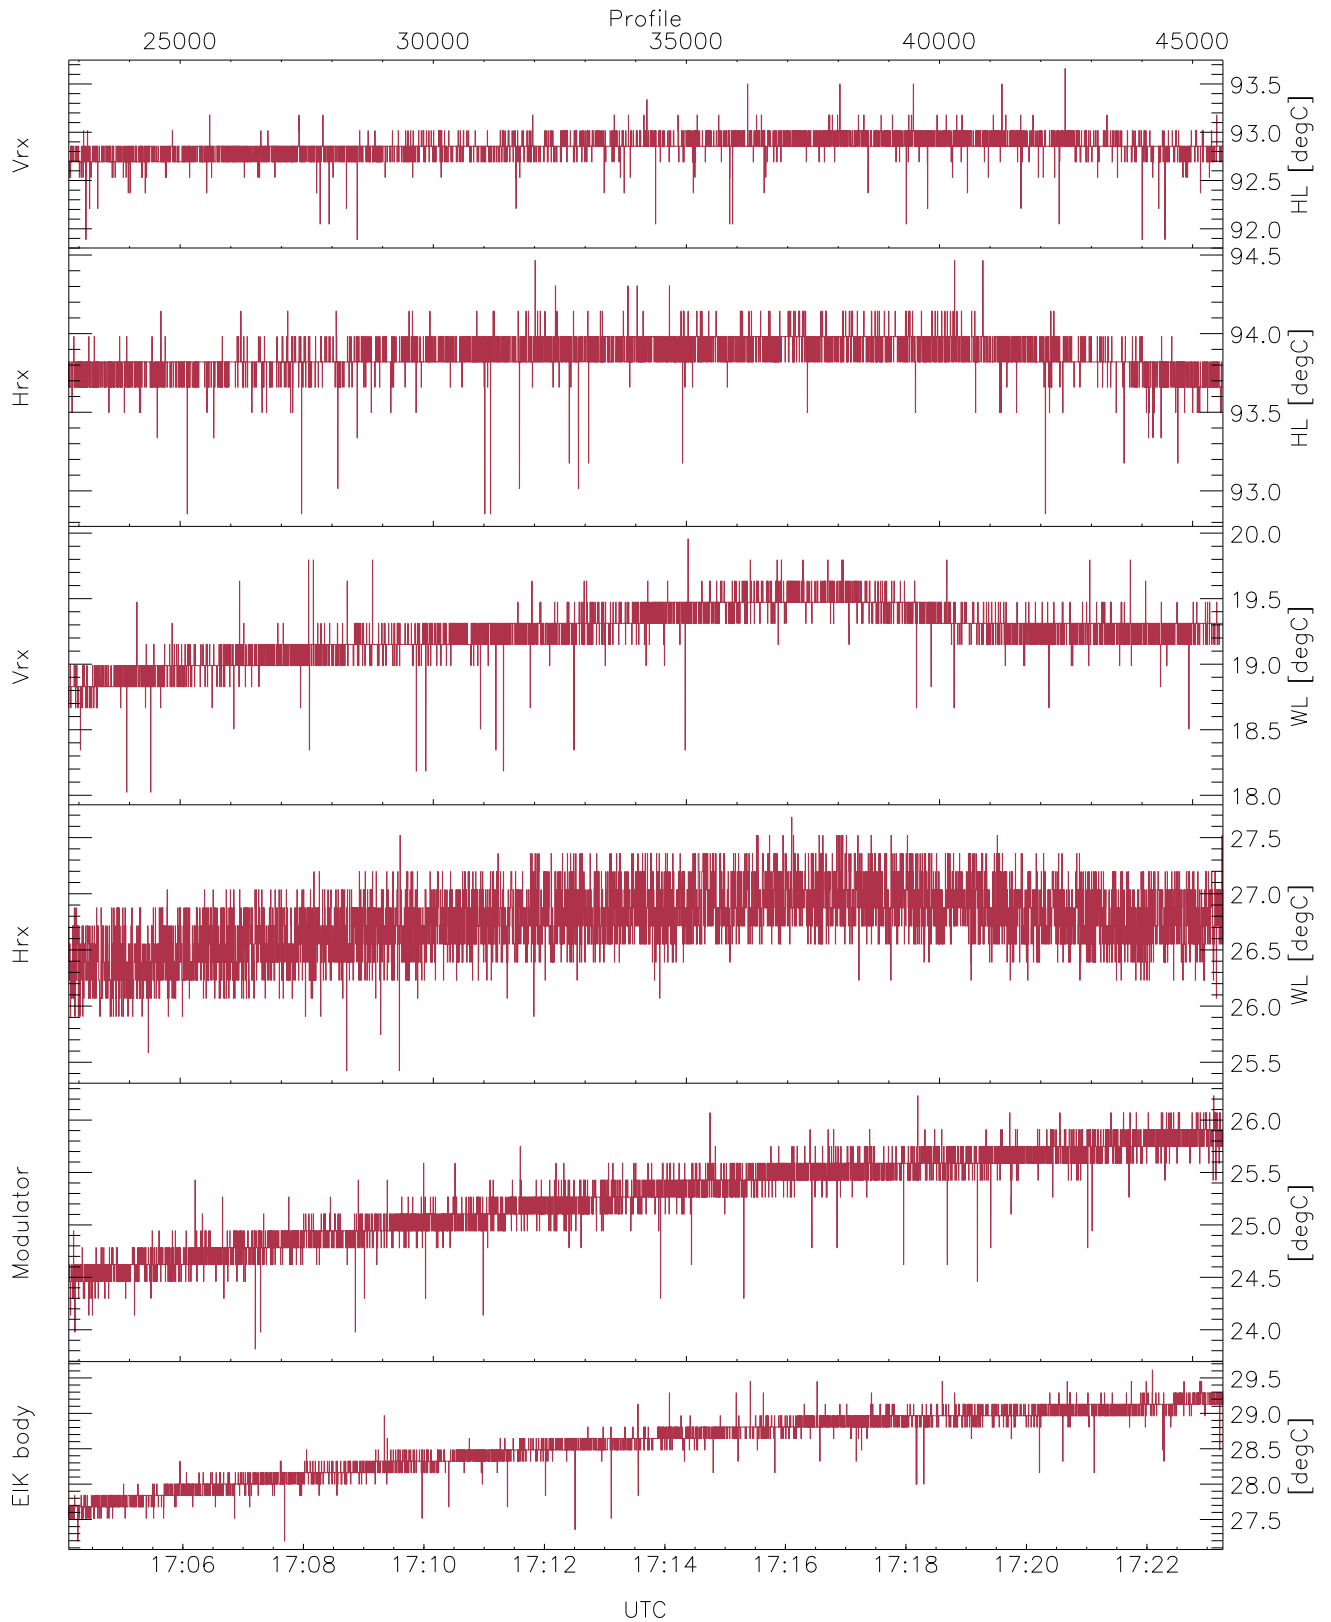 Profile
25000 30000 35000 40000 45000
Vrx
93.5
93.0
92.5
92.0
HL [degC]
Hrx
94.5
94.0
93.5
93.0
HL [degC]
Vrx
20.0
19.5
19.0
18.5
18.0
WL [degC]
Hrx
27.5
27.0
26.5
26.0
25.5
WL [degC]
Modulator
26.0
25.5
25.0
24.5
24.0
[degC]
EIK body
29.5
29.0
28.5
28.0
27.5
[degC]
17:06 17:08 17:10 17:12 17:14 17:16 17:18 17:20 17:22
UTC